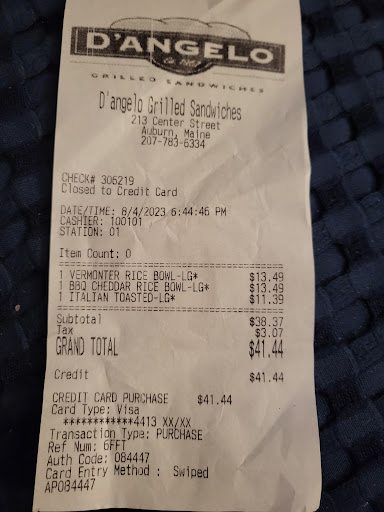 D'ANGELO
Est. 1967
GRILLED SANDWICHES
D'angelo Grilled Sandwiches
213 Center Street
Auburn, Maine
207-783-6334
CHECK# 306219
Closed to Credit Card
DATE/TIME: 8/4/2023 6:44:46 PM
CASHIER: 100101
STATION: 01
Item Count: 0
1 VERMONTER RICE BOWL-LG* $13.49
1 BBQ CHEDDAR RICE BOWL-LG* $13.49
1 ITALIAN TOASTED-LG* $11.39
Subtotal $38.37
Tax $3.07
GRAND TOTAL $41.44
Credit $41.44
CREDIT CARD PURCHASE $41.44
Card Type: Visa
************4413 XX/XX
Transaction Type: PURCHASE
Ref Num: 6FFT
Auth Code: 084447
Card Entry Method : Swiped
AP084447